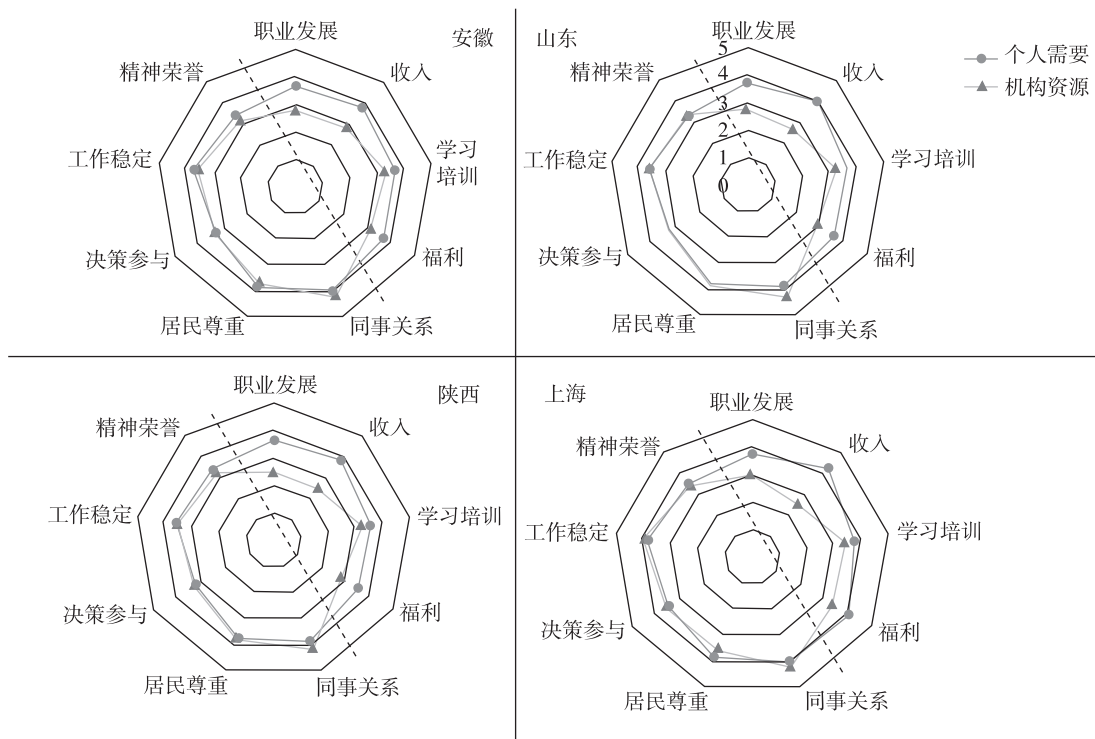 安徽
职业发展
收入
学习
培训
福利
同事关系
居民尊重
决策参与
工作稳定
精神荣誉
山东
职业发展
收入
学习培训
福利
同事关系
居民尊重
决策参与
工作稳定
精神荣誉
5
4
3
2
1
0
个人需要
机构资源
陕西
职业发展
收入
学习培训
福利
同事关系
居民尊重
决策参与
工作稳定
精神荣誉
上海
职业发展
收入
学习培训
福利
同事关系
居民尊重
决策参与
工作稳定
精神荣誉